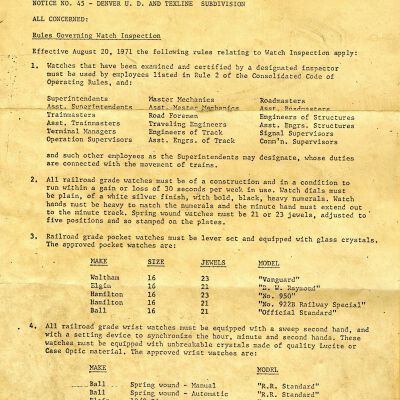 NOTICE NO. 45 - DENVER U. D. AND TEXLINE SUBDIVISION
ALL CONCERNED:
Rules Governing Watch Inspection
Effective August 20, 1971 the following rules relating to Watch Inspection apply:
1. Watches that have been examined and certified by a designated inspector
must be used by employees listed in Rule 2 of the Consolidated Code of
Operating Rules, and:
Superintendents Master Mechanics Roadmasters
Asst. Superintendents Asst. Master Mechanics Asst. Roadmasters
Trainmasters Road Foremen Engineers of Structures
Asst. Trainmasters Traveling Engineers Asst. Engrs. Structures
Terminal Managers Engineers of Track Signal Supervisors
Operation Supervisors Asst. Engrs. of Track Comm'n. Supervisors
and such other employees as the Superintendents may designate, whose duties
are connected with the movement of trains.
2. All railroad grade watches must be of a construction and in a condition to
run within a gain or loss of 30 seconds per week in use. Watch dials must
be plain, of a white silver finish, with bold, black, heavy numerals. Watch
hands must be heavy to match the numerals and the minute hand must extend out
to the minute track. Spring wound watches must be 21 or 23 jewels, adjusted to
five positions and so stamped on the plates.
3. Railroad grade pocket watches must be lever set and equipped with glass crystals.
The approved pocket watches are:
MAKE SIZE JEWELS MODEL
Waltham 16 23 "Vanguard"
Elgin 16 21 "B. W. Raymond"
Hamilton 16 23 "No. 950"
Hamilton 16 21 "No. 992B Railway Special"
Ball 16 21 "Official Standard"
4. All railroad grade wrist watches must be equipped with a sweep second hand, and
with a setting device to synchronize the hour, minute and second hands. These
watches must be equipped with unbreakable crystals made of quality Lucite or
Case Optic material. The approved wrist watches are:
MAKE MODEL
Ball Spring wound - Manual "R.R. Standard"
Ball Spring wound - Automatic "R.R. Standard"